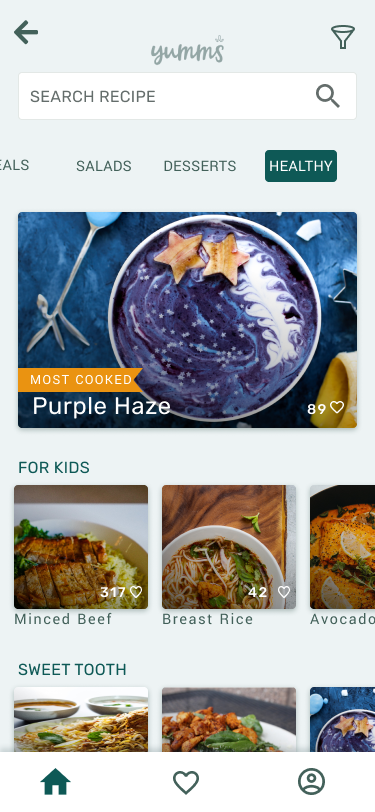 yumms
SEARCH RECIPE
EALS SALADS DESSERTS HEALTHY
MOST COOKED
Purple Haze
89
FOR KIDS
317
42
Minced Beef
Breast Rice
Avocado
SWEET TOOTH